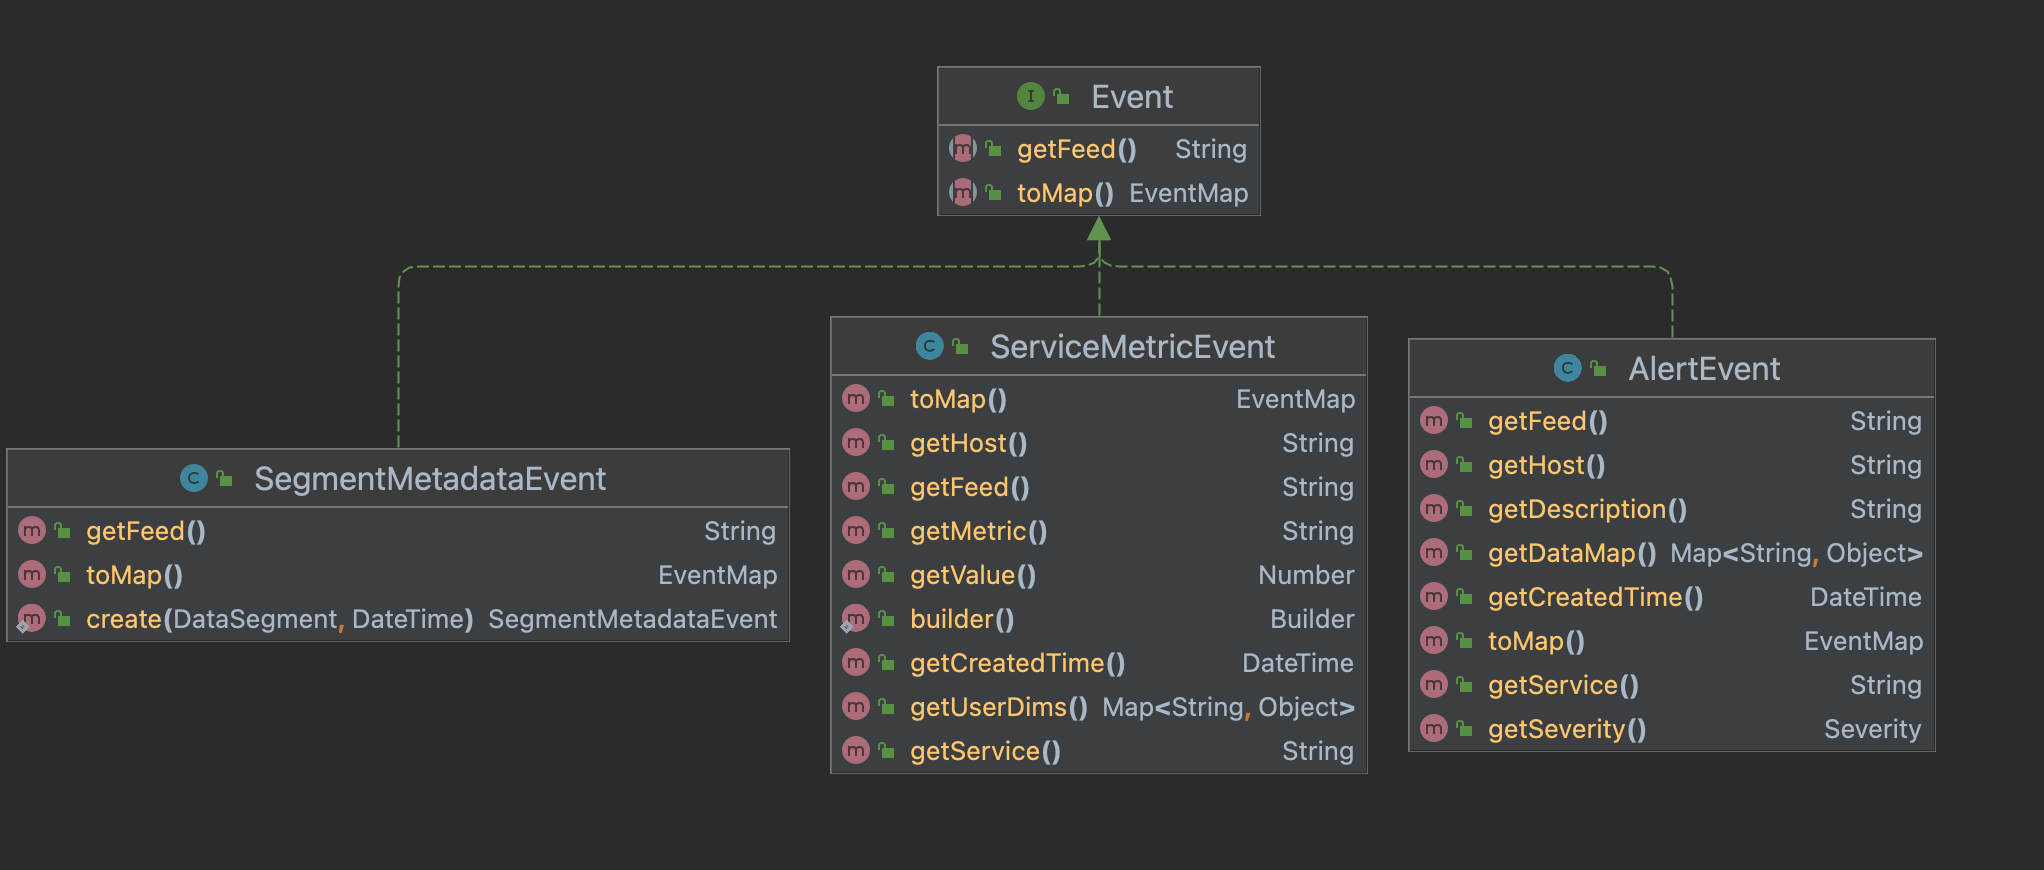 Event
getFeed() String
toMap() EventMap
SegmentMetadataEvent
getFeed() String
toMap() EventMap
create(DataSegment, DateTime) SegmentMetadataEvent
ServiceMetricEvent
toMap() EventMap
getHost() String
getFeed() String
getMetric() String
getValue() Number
builder() Builder
getCreatedTime() DateTime
getUserDims() Map<String, Object>
getService() String
AlertEvent
getFeed() String
getHost() String
getDescription() String
getDataMap() Map<String, Object>
getCreatedTime() DateTime
toMap() EventMap
getService() String
getSeverity() Severity